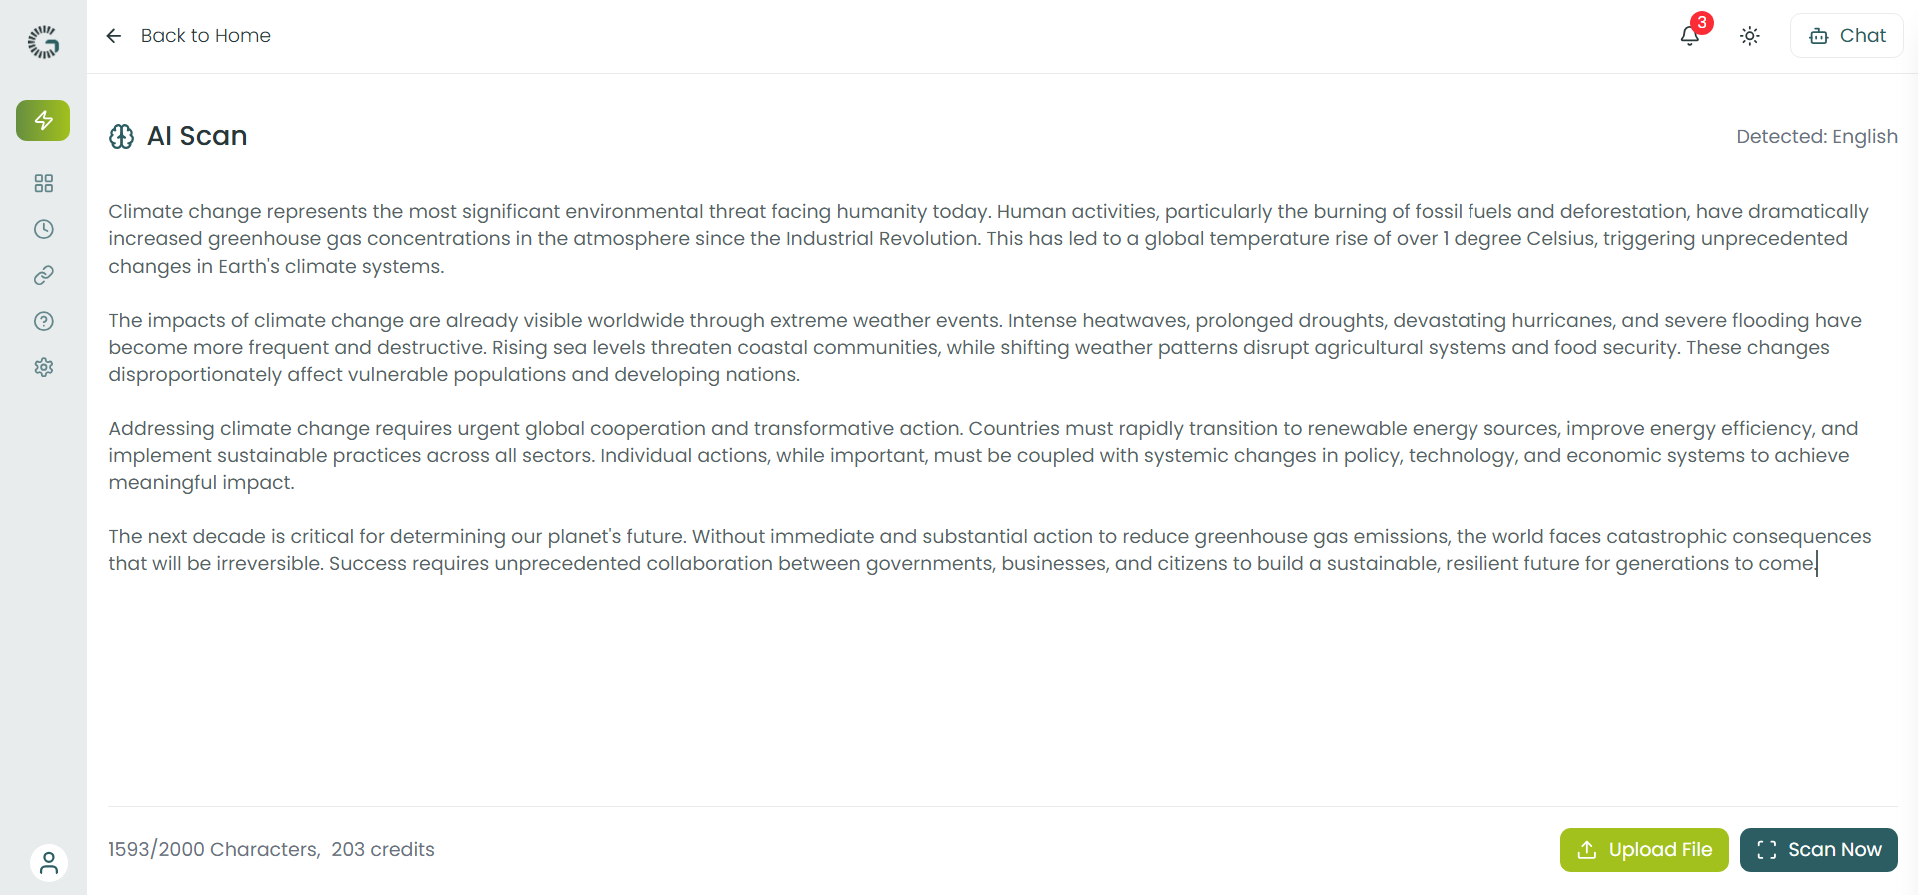 Back to Home
3
Chat
AI Scan
Detected: English
Climate change represents the most significant environmental threat facing humanity today. Human activities, particularly the burning of fossil fuels and deforestation, have dramatically
increased greenhouse gas concentrations in the atmosphere since the Industrial Revolution. This has led to a global temperature rise of over 1 degree Celsius, triggering unprecedented
changes in Earth's climate systems.
The impacts of climate change are already visible worldwide through extreme weather events. Intense heatwaves, prolonged droughts, devastating hurricanes, and severe flooding have
become more frequent and destructive. Rising sea levels threaten coastal communities, while shifting weather patterns disrupt agricultural systems and food security. These changes
disproportionately affect vulnerable populations and developing nations.
Addressing climate change requires urgent global cooperation and transformative action. Countries must rapidly transition to renewable energy sources, improve energy efficiency, and
implement sustainable practices across all sectors. Individual actions, while important, must be coupled with systemic changes in policy, technology, and economic systems to achieve
meaningful impact.
The next decade is critical for determining our planet's future. Without immediate and substantial action to reduce greenhouse gas emissions, the world faces catastrophic consequences
that will be irreversible. Success requires unprecedented collaboration between governments, businesses, and citizens to build a sustainable, resilient future for generations to come.
1593/2000 Characters, 203 credits
Upload File
Scan Now